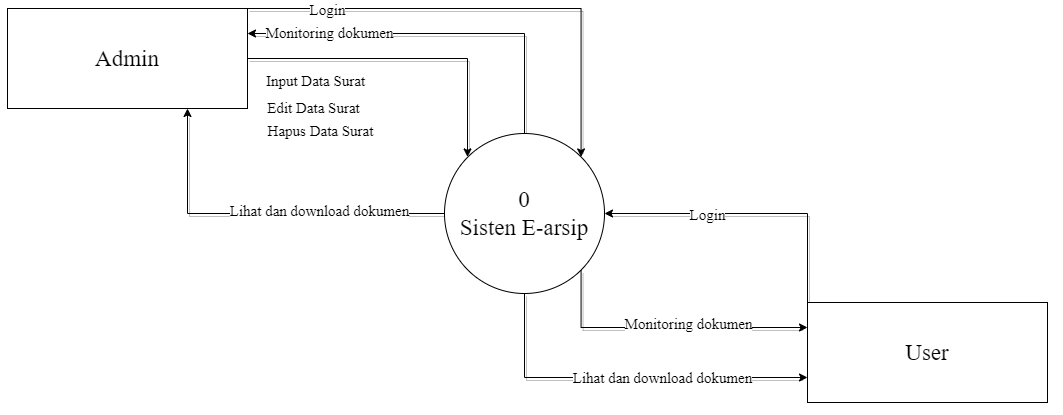 Login
Monitoring dokumen
Admin
Input Data Surat
Edit Data Surat
Hapus Data Surat
0
Sisten E-arsip
Lihat dan download dokumen
Login
Monitoring dokumen
User
Lihat dan download dokumen